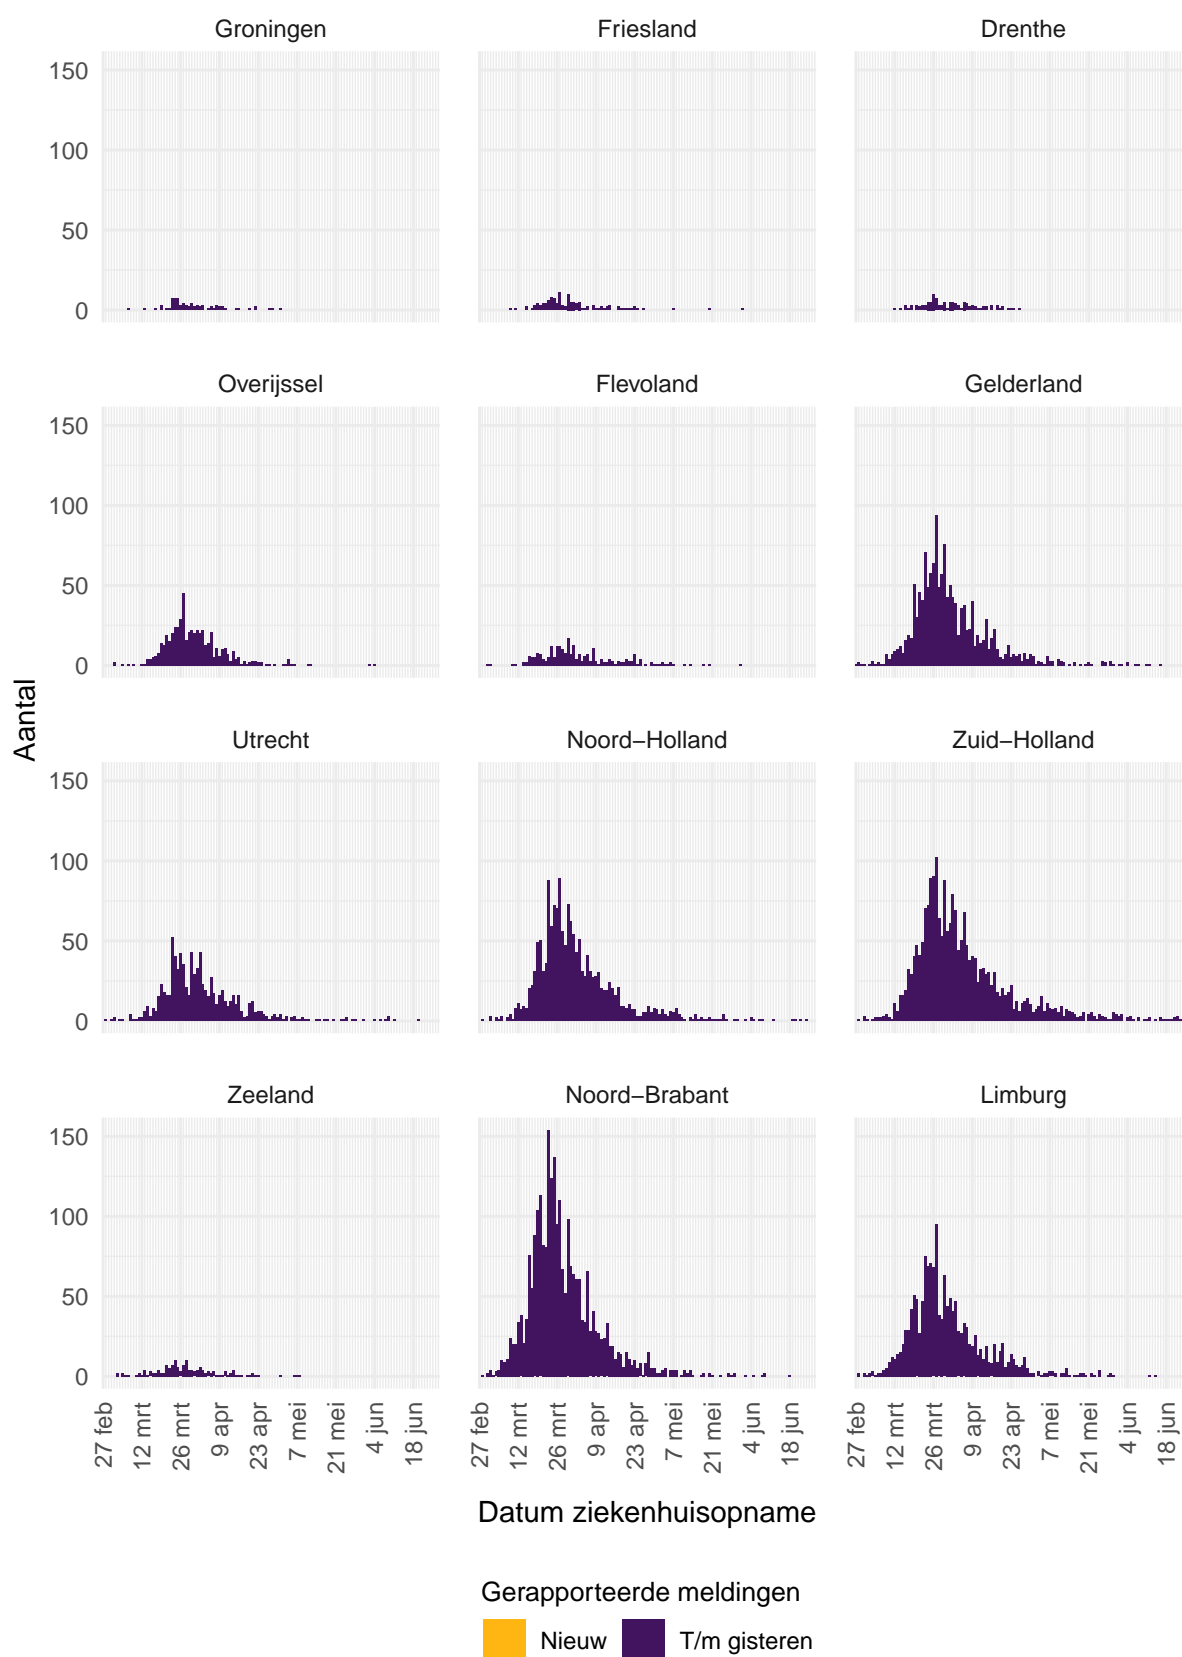 Groningen Friesland Drenthe
150
100
50
0
Overijssel Flevoland Gelderland
150
100
50
0
Aantal
Utrecht Noord−Holland Zuid−Holland
150
100
50
0
Zeeland Noord−Brabant Limburg
150
100
50
0
27 feb 12 mrt 26 mrt 9 apr 23 apr 7 mei 21 mei 4 jun 18 jun 27 feb 12 mrt 26 mrt 9 apr 23 apr 7 mei 21 mei 4 jun 18 jun 27 feb 12 mrt 26 mrt 9 apr 23 apr 7 mei 21 mei 4 jun 18 jun
Datum ziekenhuisopname
Gerapporteerde meldingen
Nieuw T/m gisteren